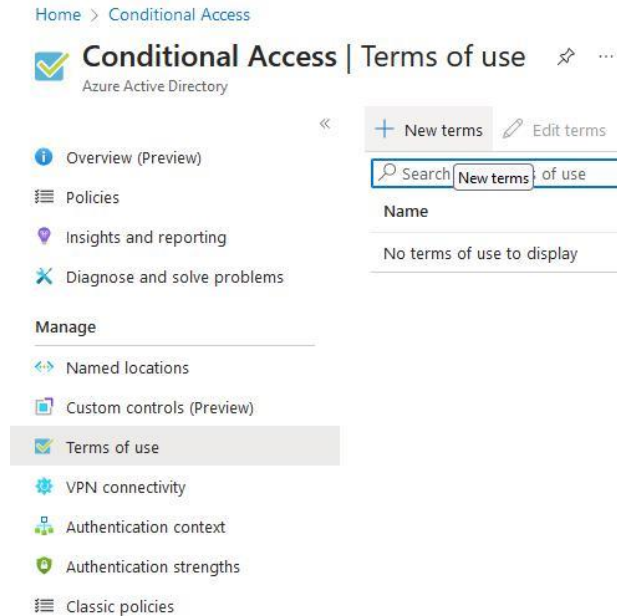 Home > Conditional Access
Conditional Access | Terms of use ...
Azure Active Directory
«
+ New terms Edit terms
Search New terms of use
Name
No terms of use to display
Overview (Preview)
Policies
Insights and reporting
Diagnose and solve problems
Manage
Named locations
Custom controls (Preview)
Terms of use
VPN connectivity
Authentication context
Authentication strengths
Classic policies